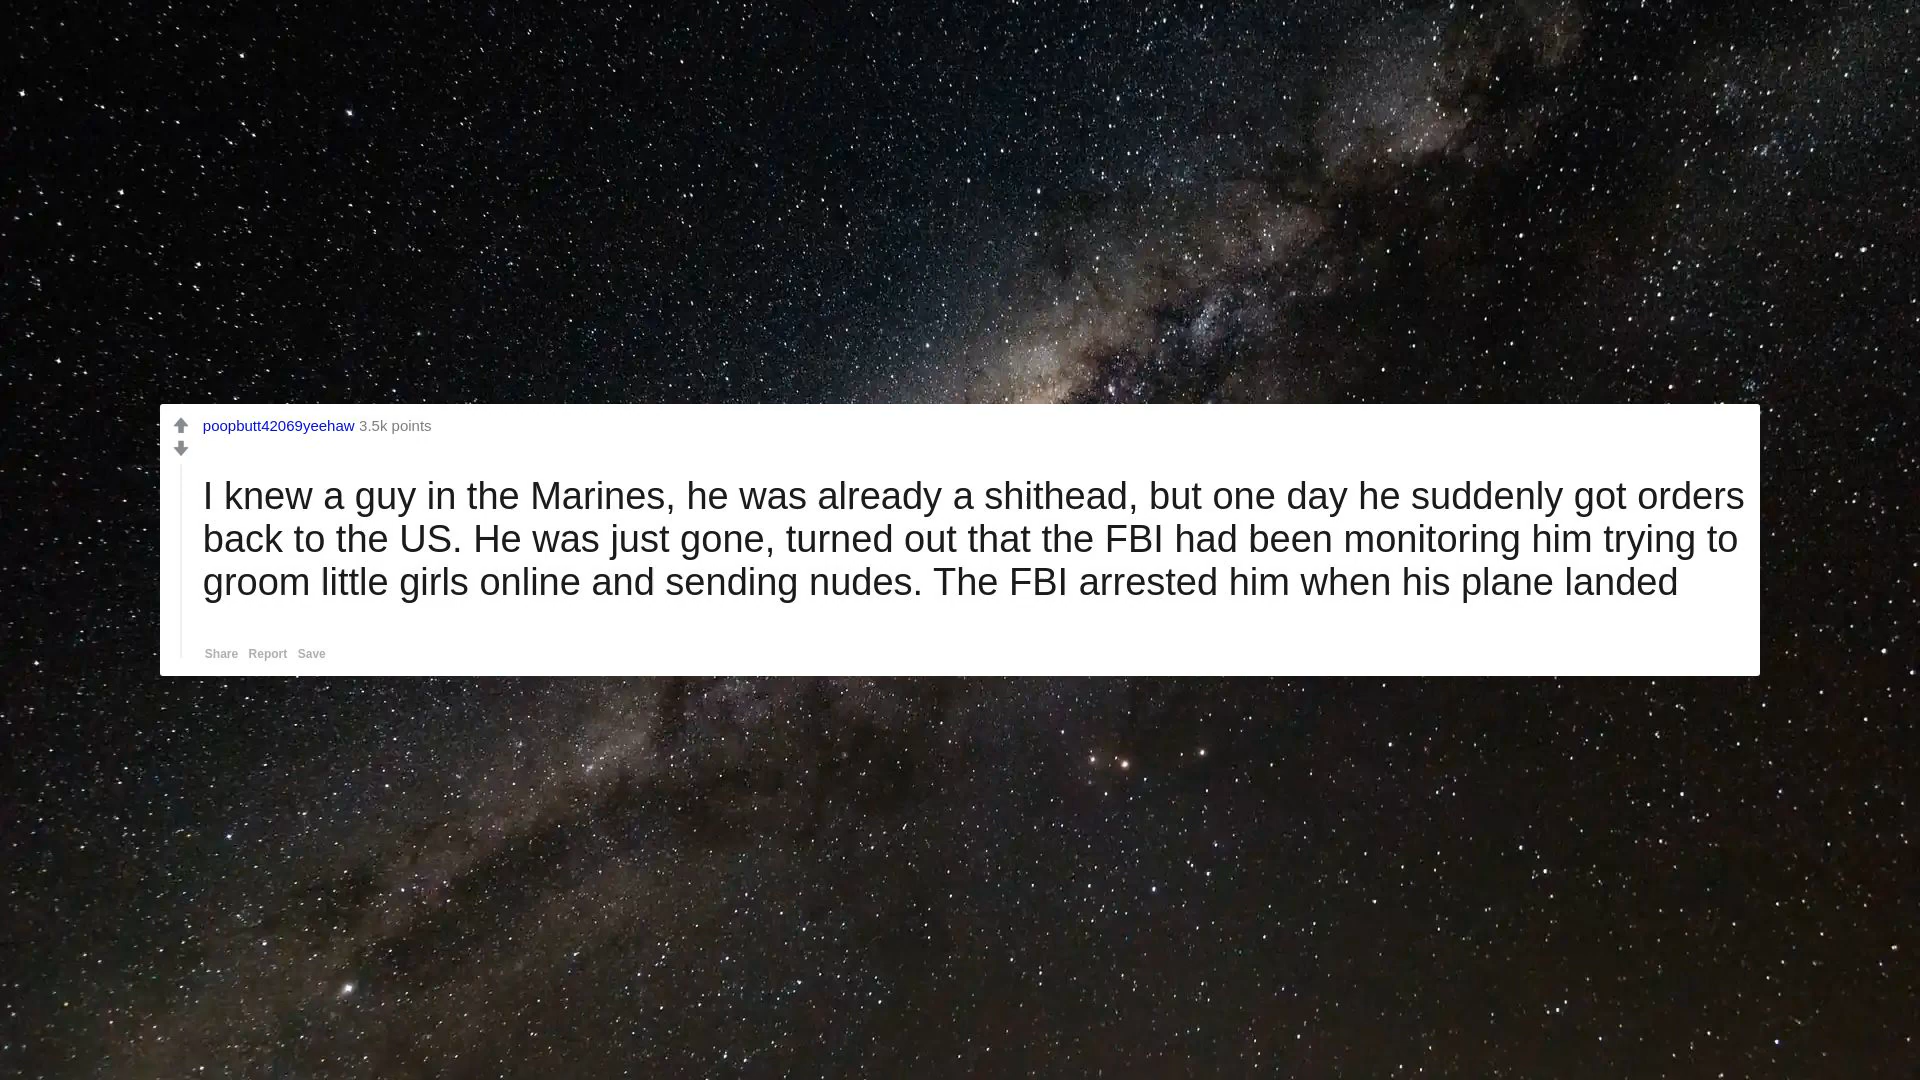 poopbutt42069yeehaw 3.5k points
I knew a guy in the Marines, he was already a shithead, but one day he suddenly got orders
back to the US. He was just gone, turned out that the FBI had been monitoring him trying to
groom little girls online and sending nudes. The FBI arrested him when his plane landed
Share Report Save